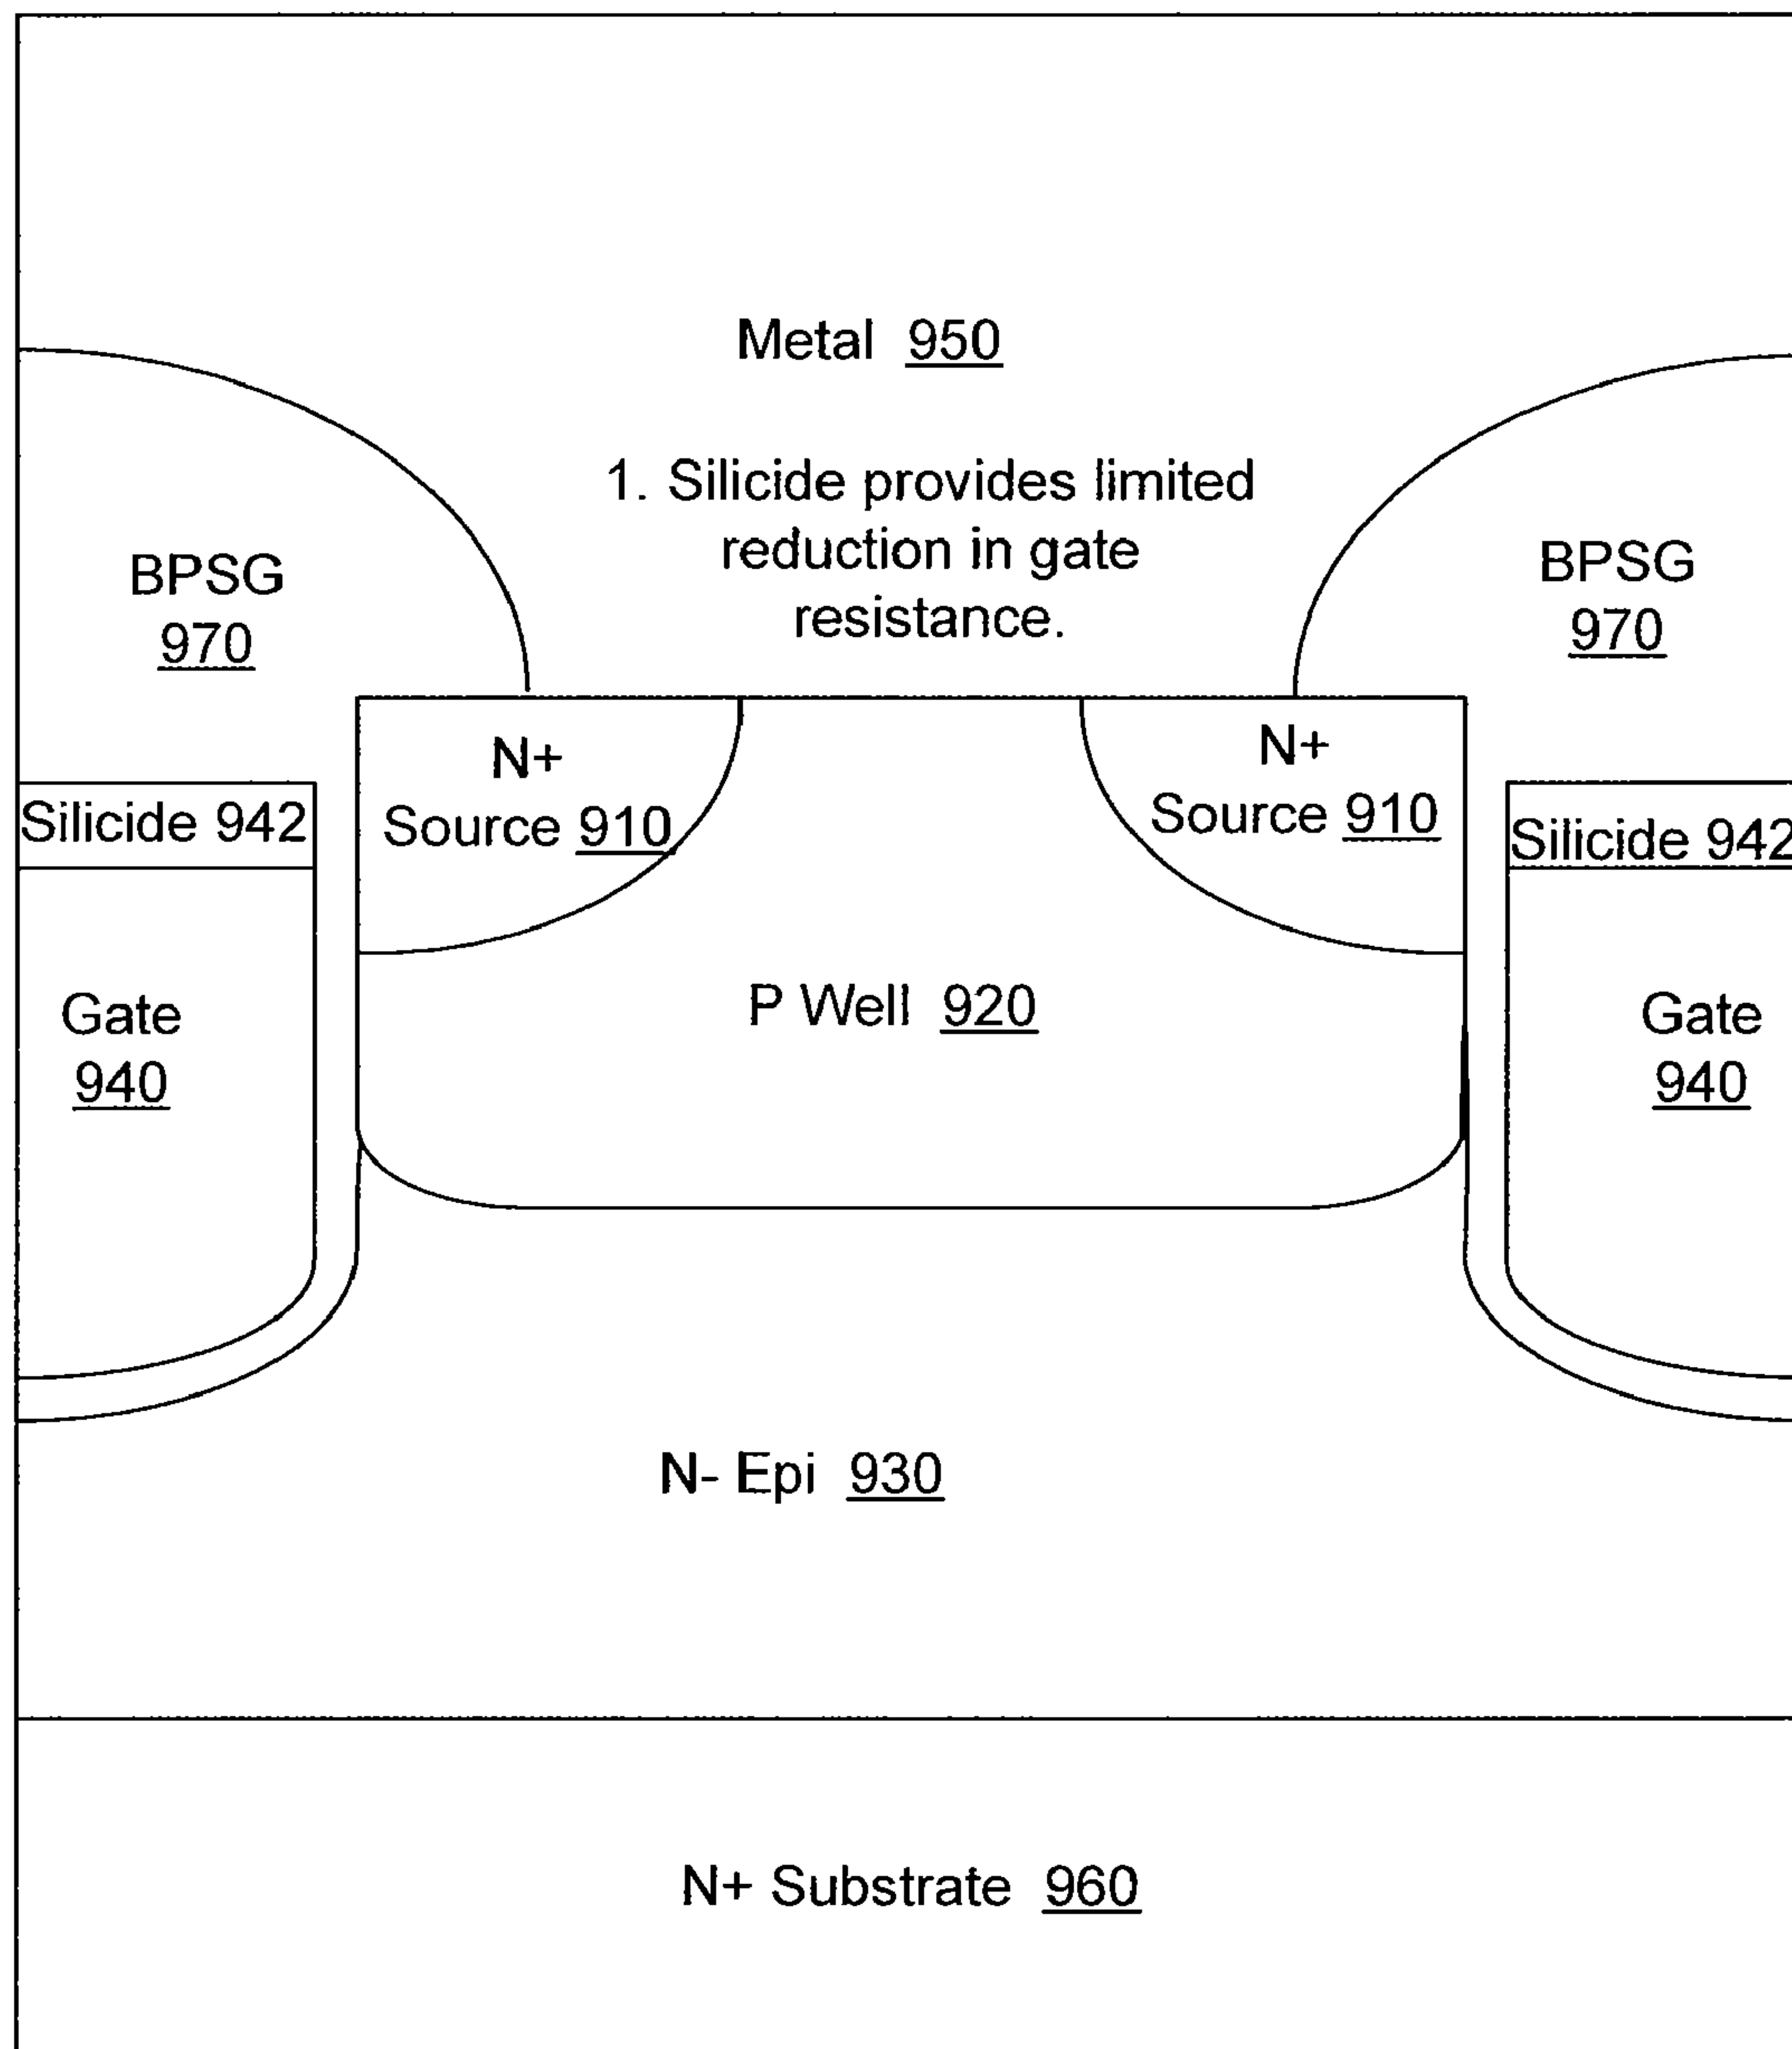 Metal 950
1. Silicide provides limited
reduction in gate
resistance.
BPSG
970
BPSG
970
N+
Source 910
N+
Source 910
Silicide 942
Silicide 942
Gate
940
P Well 920
Gate
940
N- Epi 930
N+ Substrate 960